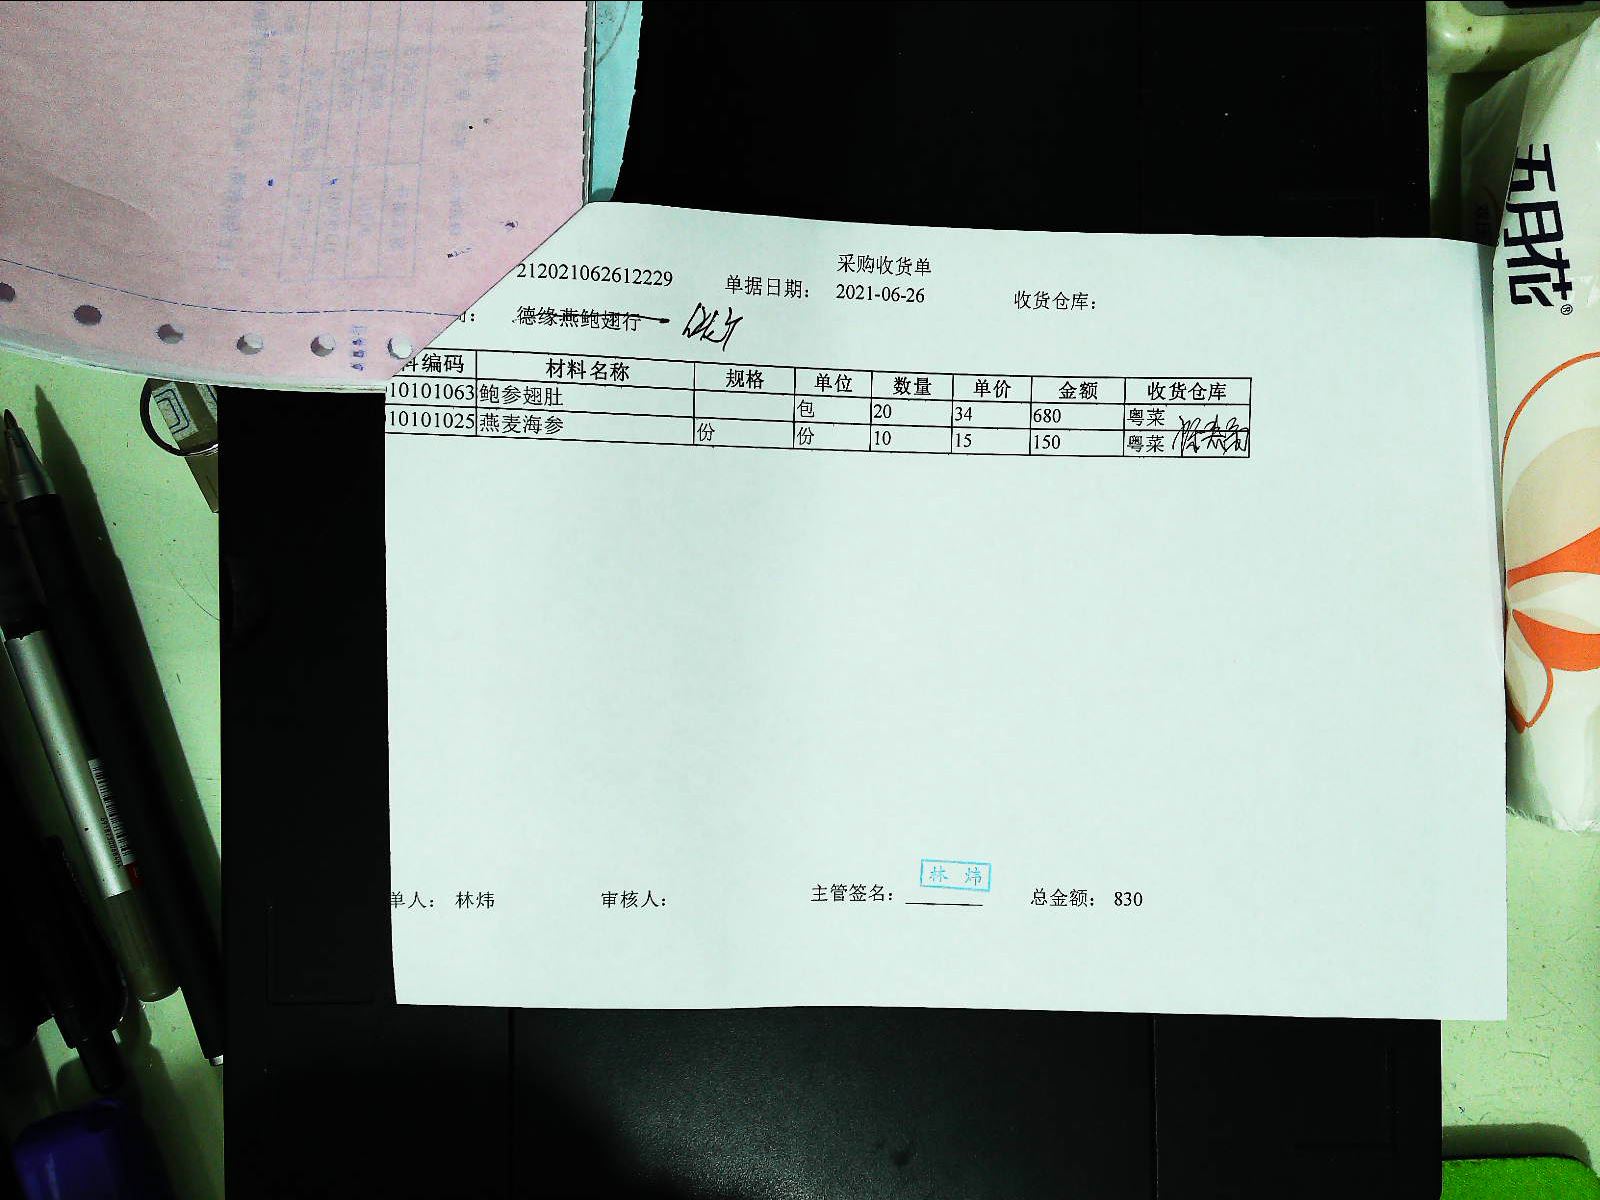 采购收货单
212021062612229 单据日期： 2021-06-26 收货仓库：
德缘燕鲍翅行
料编码 材料名称 规格 单位 数量 单价 金额 收货仓库
10101063 鲍参翅肚 包 20 34 680 粤菜
10101025 燕麦海参 份 份 10 15 150 粤菜
林炜
单人： 林炜 审核人： 主管签名： 总金额： 830
五月花®